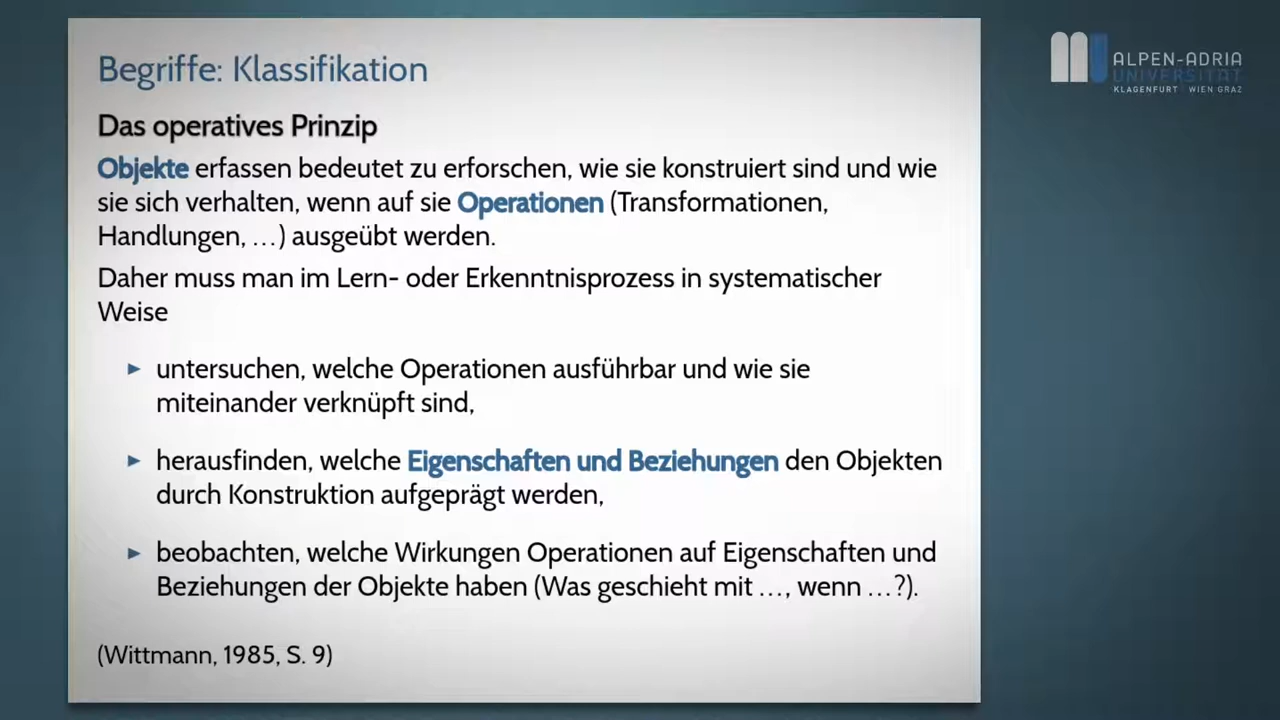 Begriffe: Klassifikation
Das operatives Prinzip
Objekte erfassen bedeutet zu erforschen, wie sie konstruiert sind und wie
sie sich verhalten, wenn auf sie Operationen (Transformationen,
Handlungen, …) ausgeübt werden.
Daher muss man im Lern- oder Erkenntnisprozess in systematischer
Weise
▶ untersuchen, welche Operationen ausführbar und wie sie
miteinander verknüpft sind,
▶ herausfinden, welche Eigenschaften und Beziehungen den Objekten
durch Konstruktion aufgeprägt werden,
▶ beobachten, welche Wirkungen Operationen auf Eigenschaften und
Beziehungen der Objekte haben (Was geschieht mit …, wenn …?).
(Wittmann, 1985, S. 9)
ALPEN-ADRIA
UNIVERSITÄT
KLAGENFURT | WIEN GRAZ